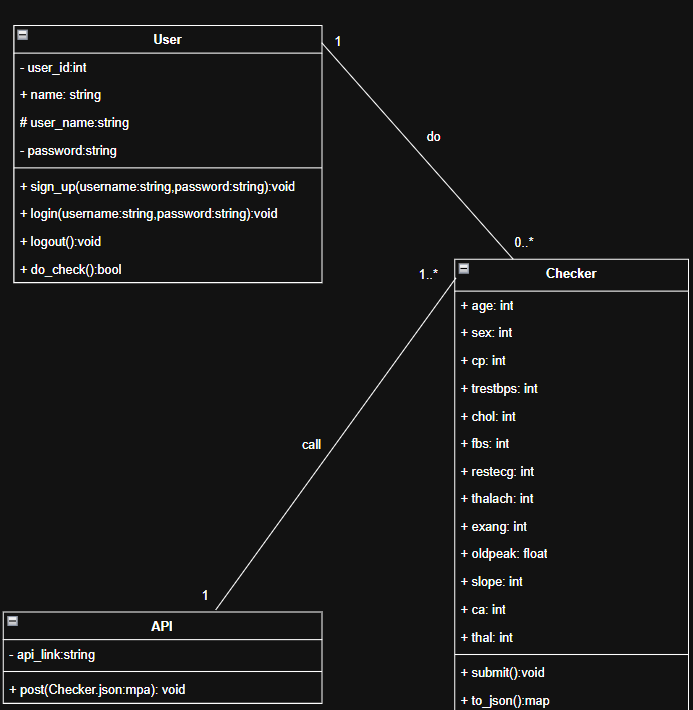 User
- user_id:int
+ name: string
# user_name:string
- password:string
+ sign_up(username:string,password:string):void
+ login(username:string,password:string):void
+ logout():void
+ do_check():bool
1
do
0..*
1..*
Checker
+ age: int
+ sex: int
+ cp: int
+ trestbps: int
+ chol: int
+ fbs: int
+ restecg: int
+ thalach: int
+ exang: int
+ oldpeak: float
+ slope: int
+ ca: int
+ thal: int
+ submit():void
+ to_json():map
call
1
API
- api_link:string
+ post(Checker.json:mpa): void